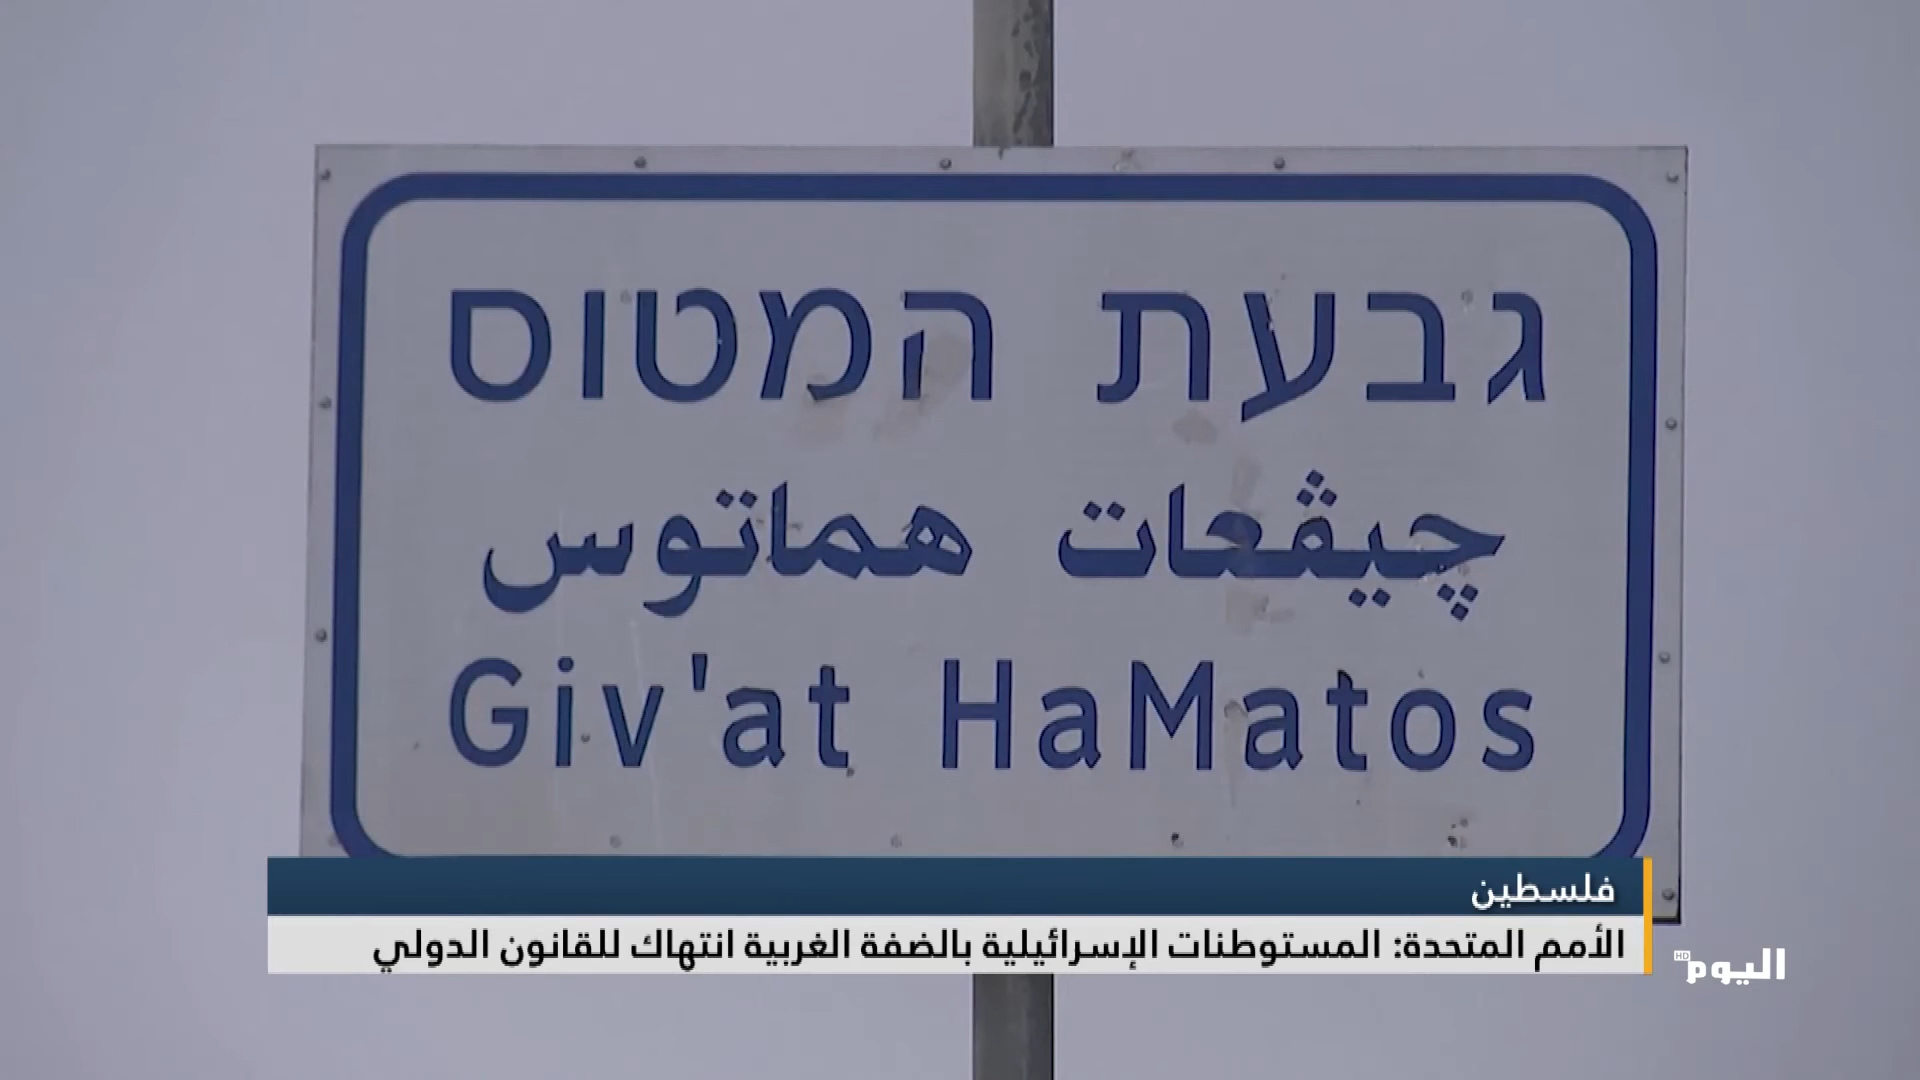 גבעת המטוס
چيڤعات هماتوس
Giv'at HaMatos
فلسطين
الأمم المتحدة: المستوطنات الإسرائيلية بالضفة الغربية انتهاك للقانون الدولي
اليوم HD